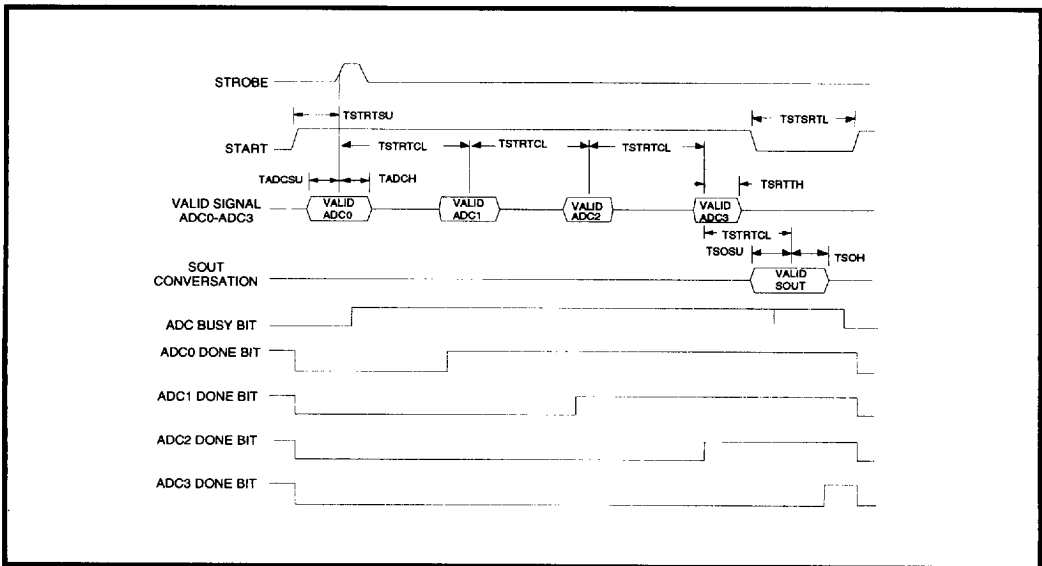 STROBE
TSTRTSU
TSTSRTL
START
TSTRTCL
TSTRTCL
TSTRTCL
TADCSU
TADCH
TSRTTH
VALID SIGNAL
ADC0-ADC3
VALID
ADC0
VALID
ADC1
VALID
ADC2
VALID
ADC3
TSTRTCL
TSOSU
TSOH
SOUT
CONVERSATION
VALID
SOUT
ADC BUSY BIT
ADC0 DONE BIT
ADC1 DONE BIT
ADC2 DONE BIT
ADC3 DONE BIT